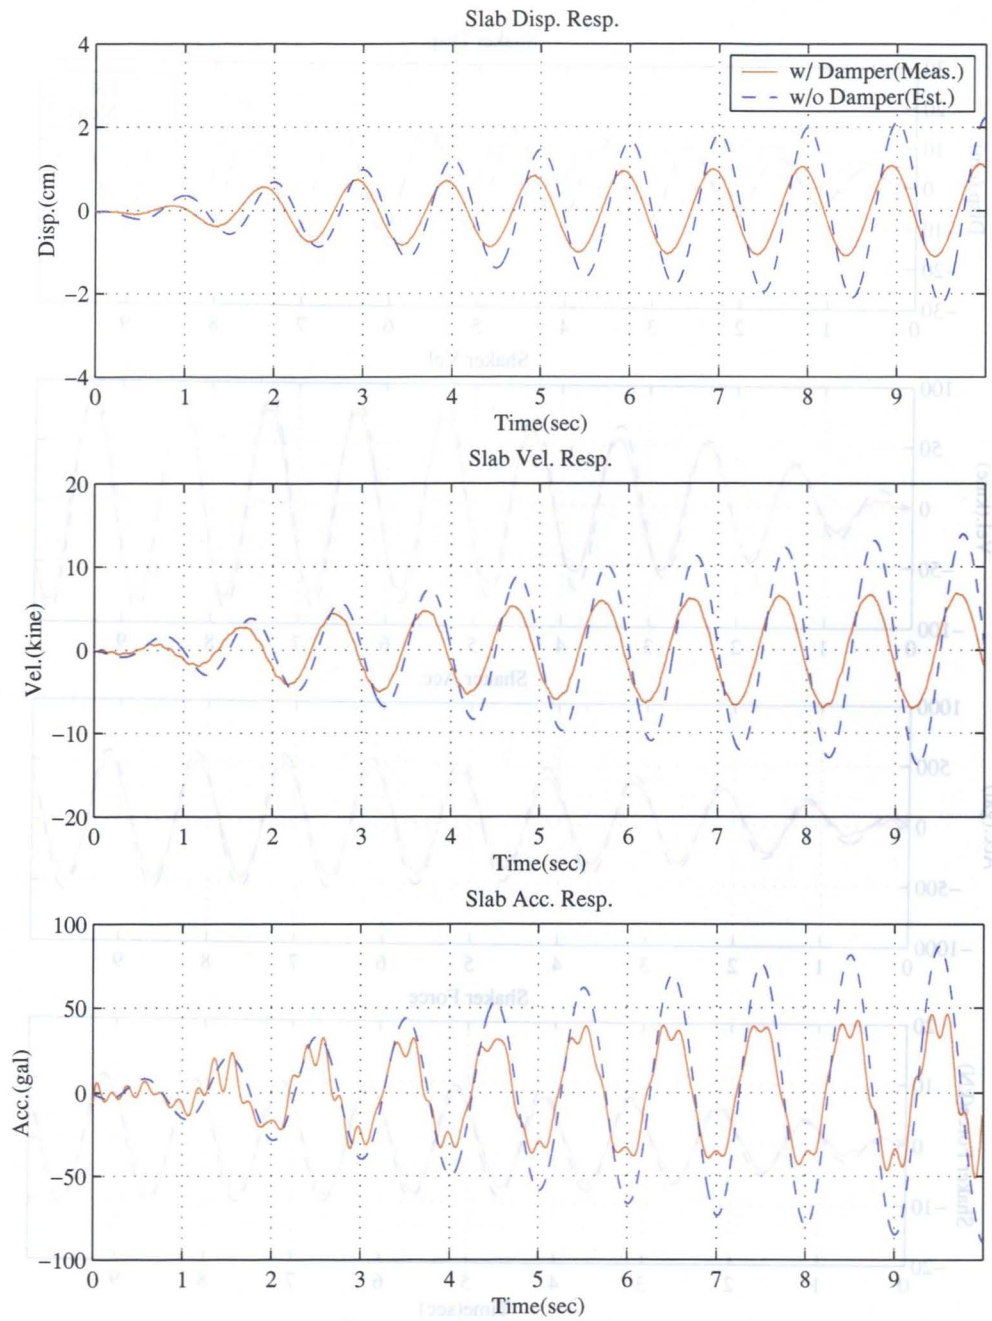 Slab Disp. Resp.
4
2
0
−2
−4
Disp.(cm)
w/ Damper(Meas.)
w/o Damper(Est.)
0 1 2 3 4 5 6 7 8 9
Time(sec)
Slab Vel. Resp.
20
10
0
−10
−20
Vel.(kine)
0 1 2 3 4 5 6 7 8 9
Time(sec)
Slab Acc. Resp.
100
50
0
−50
−100
Acc.(gal)
0 1 2 3 4 5 6 7 8 9
Time(sec)